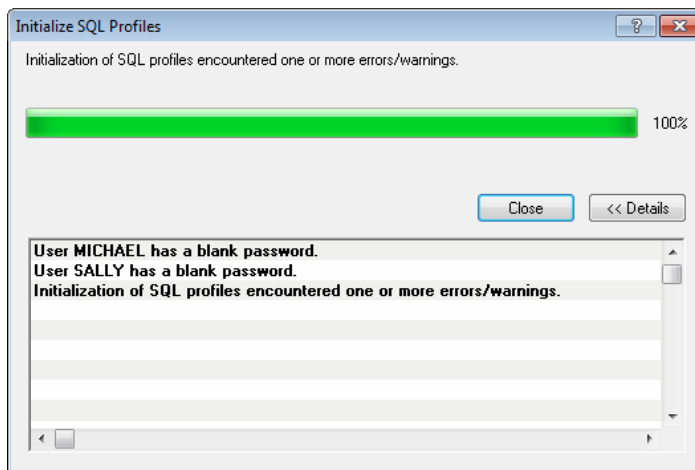 Initialize SQL Profiles
?
Initialization of SQL profiles encountered one or more errors/warnings.
100%
Close
<< Details
User MICHAEL has a blank password.
User SALLY has a blank password.
Initialization of SQL profiles encountered one or more errors/warnings.